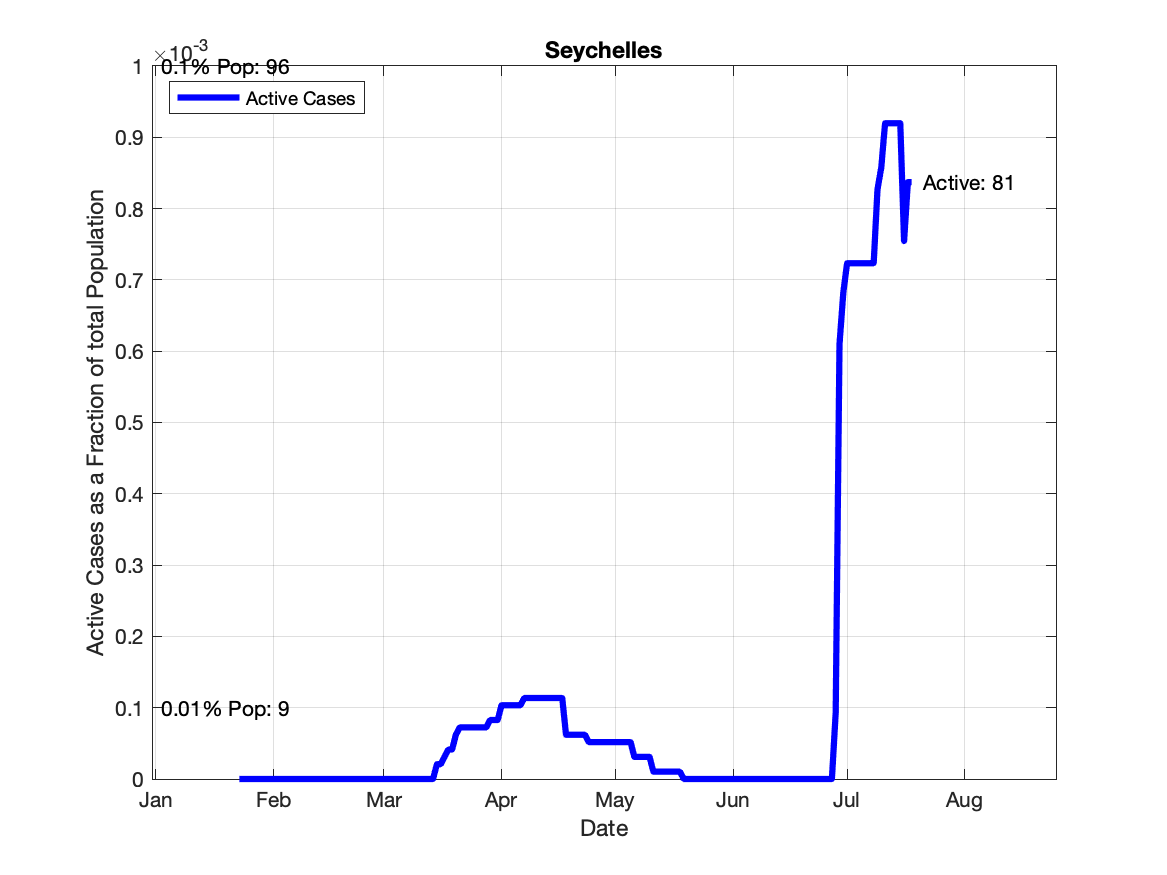 Seychelles
×10-3
0.1% Pop: 96
Active Cases
Active: 81
0.01% Pop: 9
1
0.9
0.8
0.7
0.6
0.5
0.4
0.3
0.2
0.1
0
Active Cases as a Fraction of total Population
Jan Feb Mar Apr May Jun Jul Aug
Date